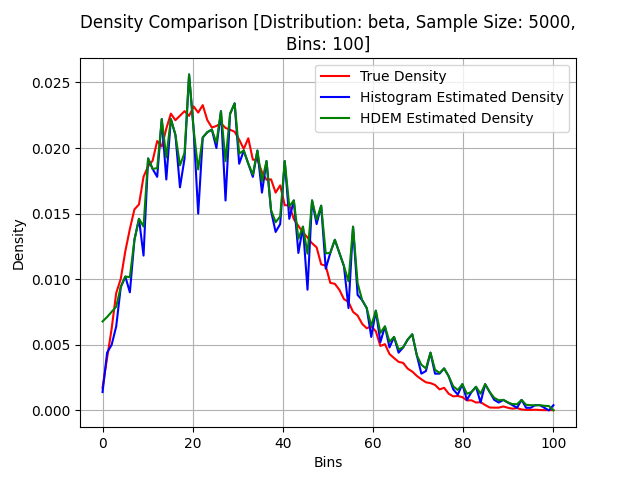 Density Comparison [Distribution: beta, Sample Size: 5000,
Bins: 100]
True Density
Histogram Estimated Density
HDEM Estimated Density
Density
0.025
0.020
0.015
0.010
0.005
0.000
0 20 40 60 80 100
Bins